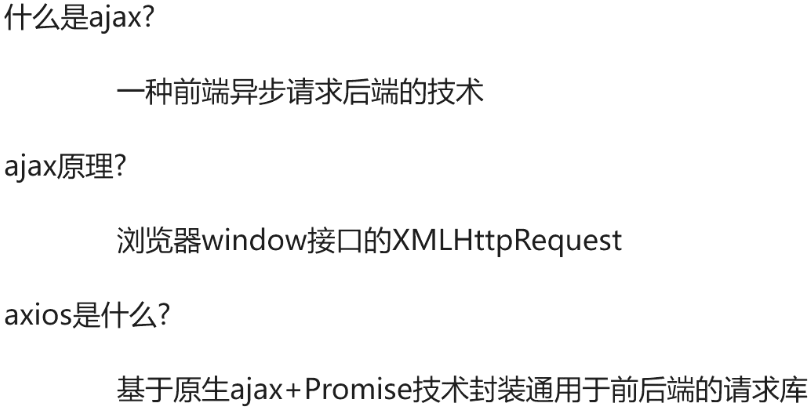 什么是ajax?
一种前端异步请求后端的技术
ajax原理?
浏览器window接口的XMLHttpRequest
axios是什么?
基于原生ajax+Promise技术封装通用于前后端的请求库